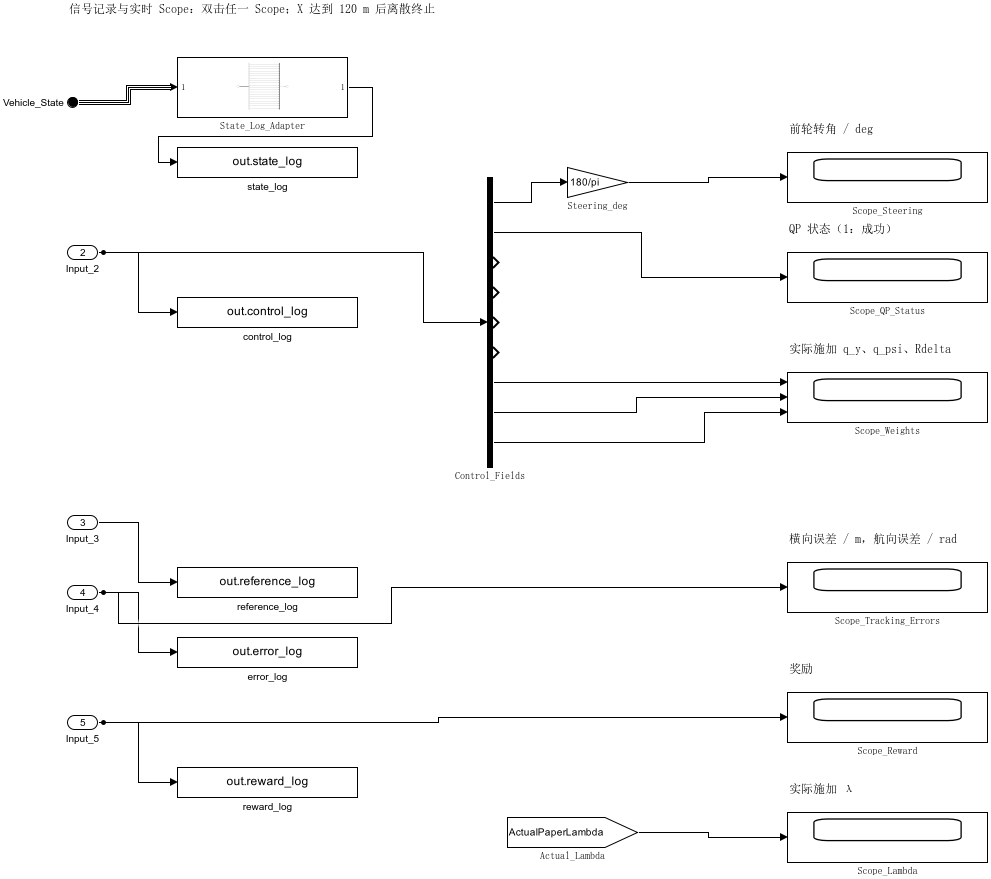 信号记录与实时 Scope：双击任一 Scope；X 达到 120 m 后离散终止
Vehicle_State
1
1
State_Log_Adapter
out.state_log
state_log
前轮转角 / deg
180/pi
Steering_deg
Scope_Steering
QP 状态（1：成功）
2
Input_2
Scope_QP_Status
out.control_log
control_log
实际施加 q_y、q_psi、Rdelta
Scope_Weights
Control_Fields
3
Input_3
横向误差 / m，航向误差 / rad
out.reference_log
reference_log
4
Input_4
Scope_Tracking_Errors
out.error_log
error_log
奖励
5
Input_5
Scope_Reward
out.reward_log
reward_log
实际施加 λ
ActualPaperLambda
Actual_Lambda
Scope_Lambda